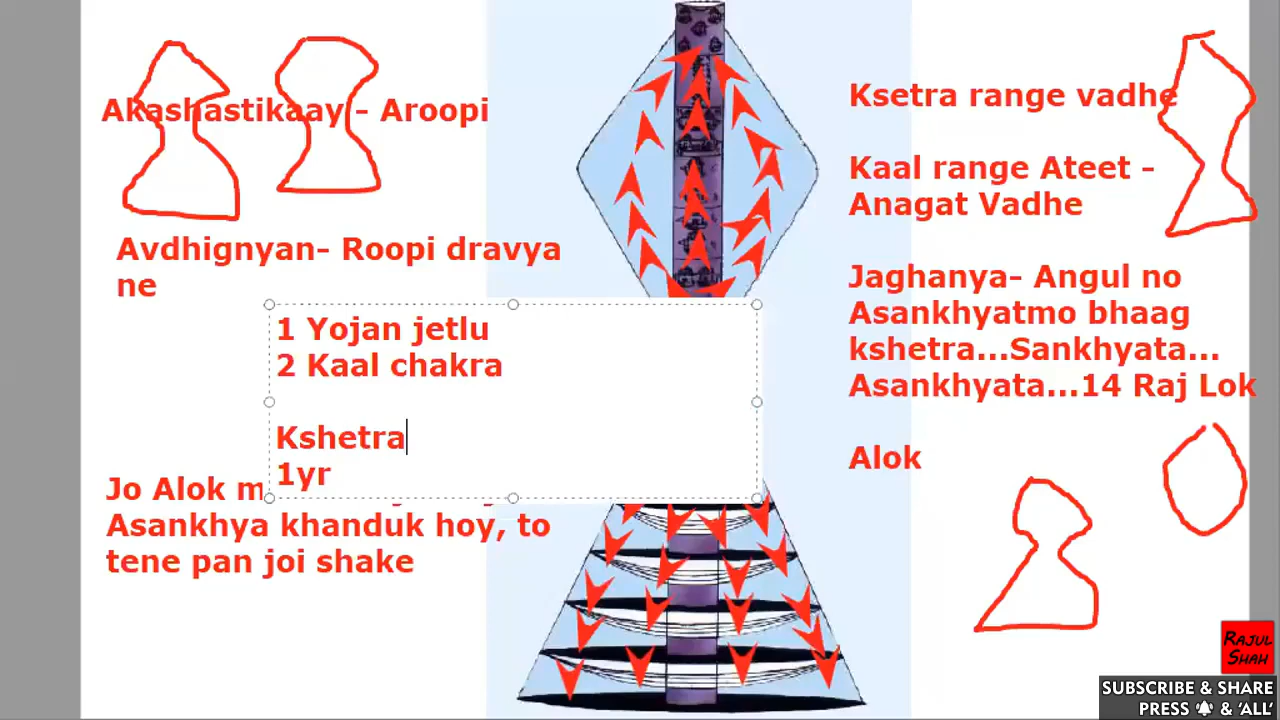 Akashastikaay - Aroopi
Avdhignyan- Roopi dravya
ne
1 Yojan jetlu
2 Kaal chakra
Kshetra
1yr
Jo Alok
Asankhya khanduk hoy, to
tene pan joi shake
Ksetra range vadhe
Kaal range Ateet -
Anagat Vadhe
Jaghanya- Angul no
Asankhyatmo bhaag
kshetra...Sankhyata...
Asankhyata...14 Raj Lok
Alok
RAJUL
SHAH
SUBSCRIBE & SHARE
PRESS & 'ALL'